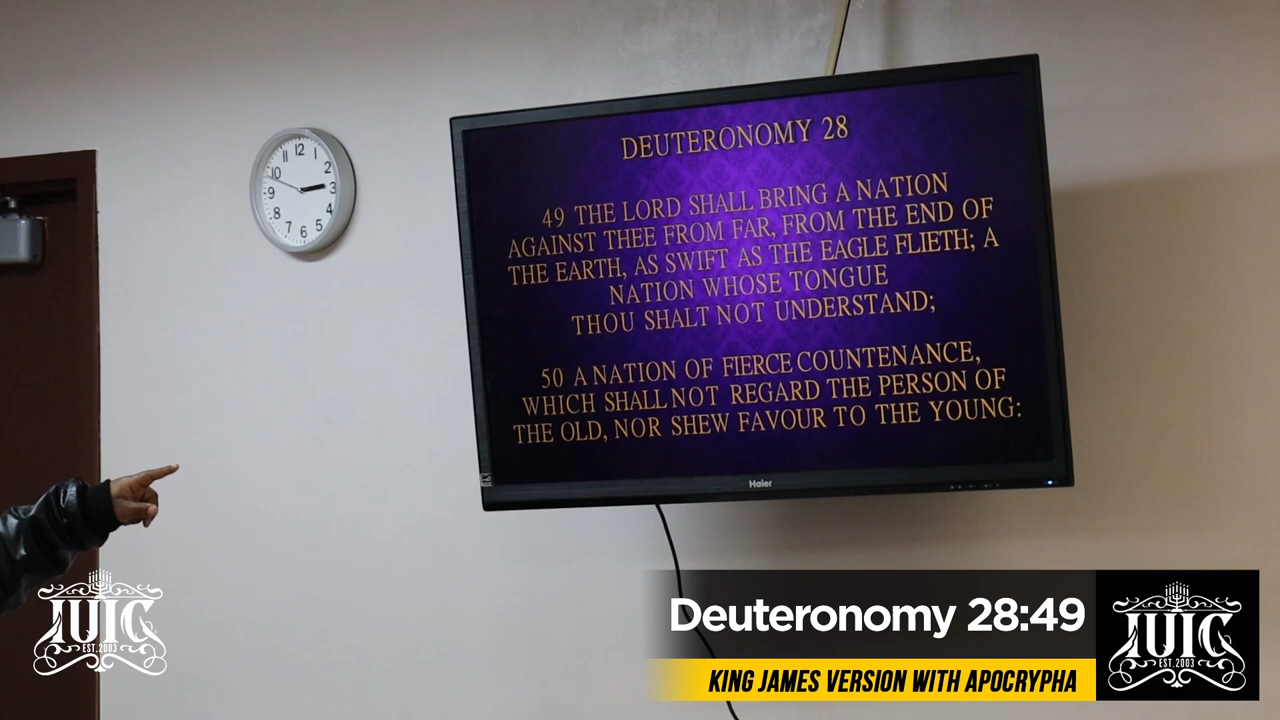 DEUTERONOMY 28
49 THE LORD SHALL BRING A NATION
AGAINST THEE FROM FAR, FROM THE END OF
THE EARTH, AS SWIFT AS THE EAGLE FLIETH; A
NATION WHOSE TONGUE
THOU SHALT NOT UNDERSTAND;
50 A NATION OF FIERCE COUNTENANCE,
WHICH SHALL NOT REGARD THE PERSON OF
THE OLD, NOR SHEW FAVOUR TO THE YOUNG:
Haier
12
1
2
3
4
5
6
7
8
9
10
11
IUIC
EST. 2003
Deuteronomy 28:49
KING JAMES VERSION WITH APOCRYPHA
IUIC
EST. 2003